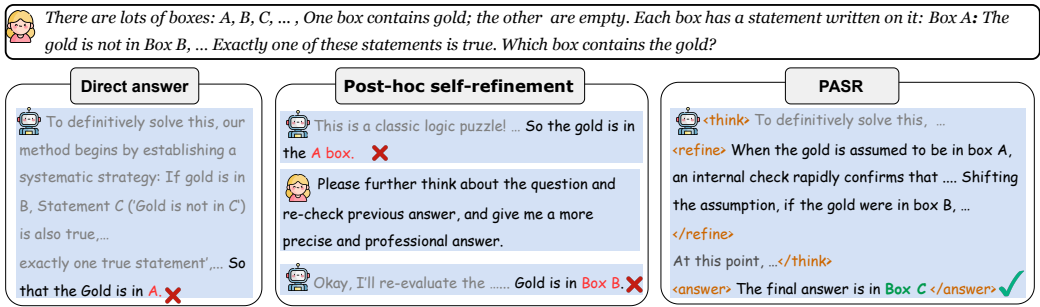 There are lots of boxes: A, B, C, ... , One box contains gold; the other are empty. Each box has a statement written on it: Box A: The
gold is not in Box B, ... Exactly one of these statements is true. Which box contains the gold?
Direct answer
To definitively solve this, our
method begins by establishing a
systematic strategy: If gold is in
B, Statement C ('Gold is not in C')
is also true,...
exactly one true statement',... So
that the Gold is in A.
Post-hoc self-refinement
This is a classic logic puzzle! ... So the gold is in
the A box.
Please further think about the question and
re-check previous answer, and give me a more
precise and professional answer.
Okay, I'll re-evaluate the ...... Gold is in Box B.
PASR
<think> To definitively solve this, ...
<refine> When the gold is assumed to be in box A,
an internal check rapidly confirms that .... Shifting
the assumption, if the gold were in box B, ...
</refine>
At this point, ...</think>
<answer> The final answer is in Box C </answer>